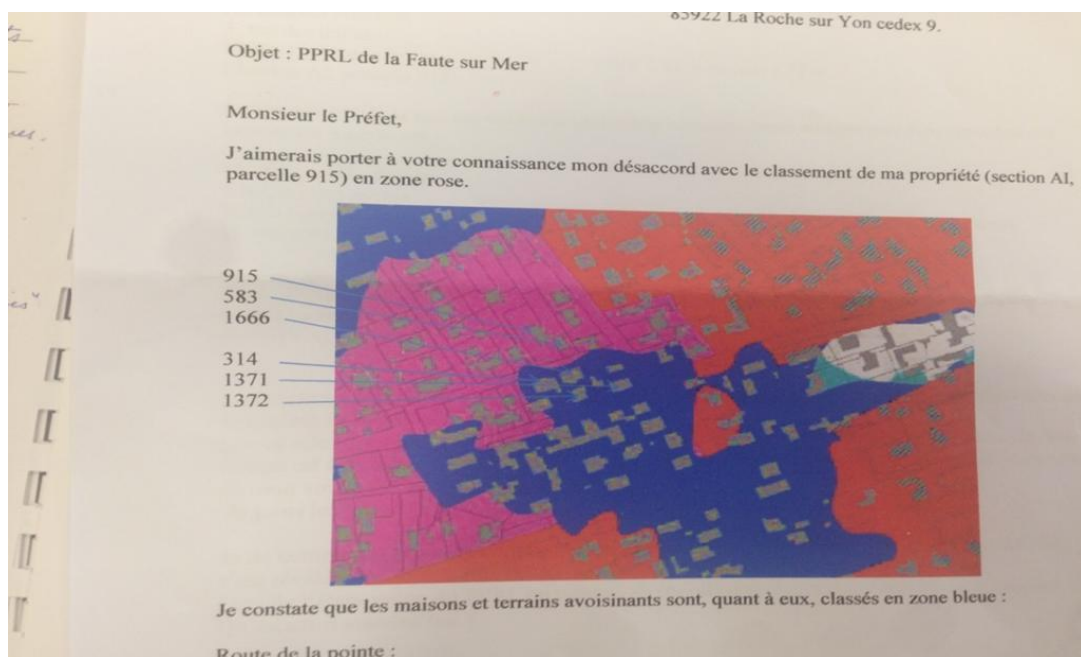 85922 La Roche sur Yon cedex 9.
Objet : PPRL de la Faute sur Mer
Monsieur le Préfet,
J'aimerais porter à votre connaissance mon désaccord avec le classement de ma propriété (section AI,
parcelle 915) en zone rose.
915
583
1666
314
1371
1372
Je constate que les maisons et terrains avoisinants sont, quant à eux, classés en zone bleue :
Route de la pointe :